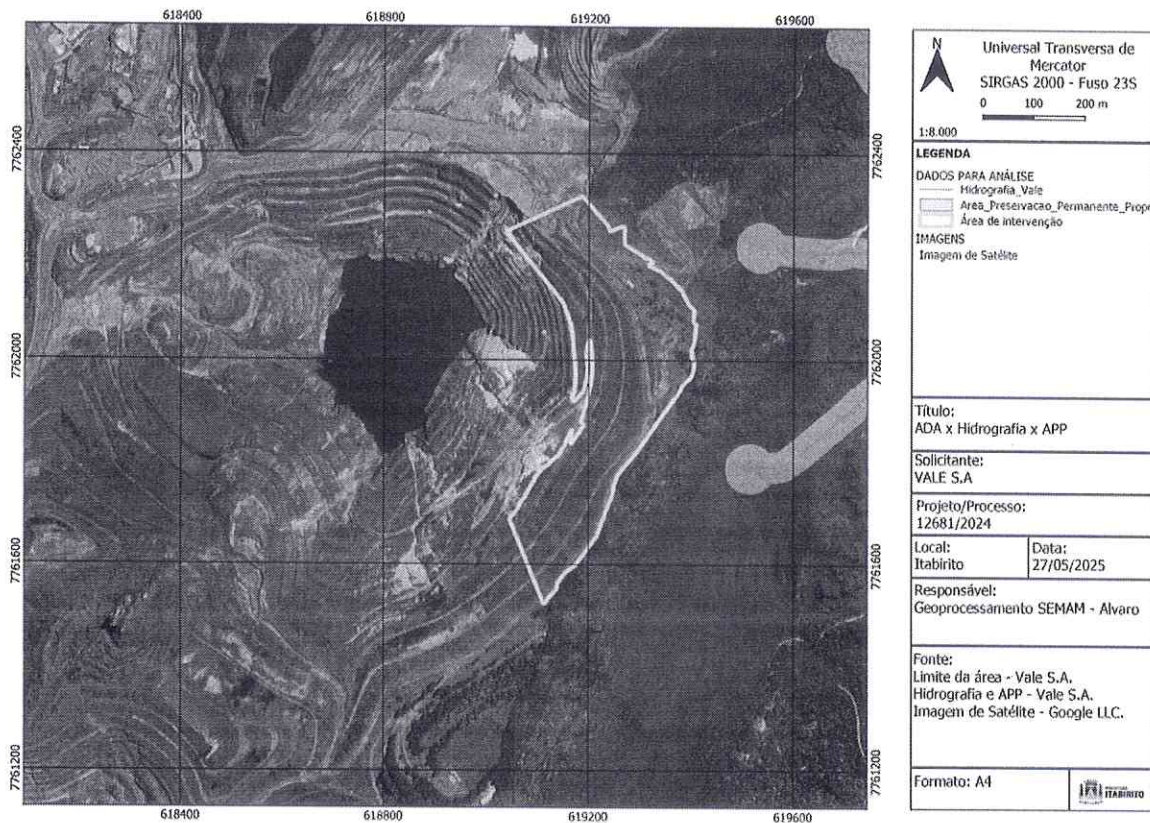 618400 618800 619200 619600
7762400 7762400
7762000 7762000
7761600 7761600
7761200 7761200
618400 618800 619200 619600
N
Universal Transversa de
Mercator
SIRGAS 2000 - Fuso 23S
0 100 200 m
1:8.000
LEGENDA
DADOS PARA ANÁLISE
Hidrografia_Vale
Area_Preservacao_Permanente_Propr
Área de intervenção
IMAGENS
Imagem de Satélite
Título:
ADA x Hidrografia x APP
Solicitante:
VALE S.A
Projeto/Processo:
12681/2024
Local:
Itabirito
Data:
27/05/2025
Responsável:
Geoprocessamento SEMAM - Alvaro
Fonte:
Limite da área - Vale S.A.
Hidrografia e APP - Vale S.A.
Imagem de Satélite - Google LLC.
Formato: A4
ITABIRITO